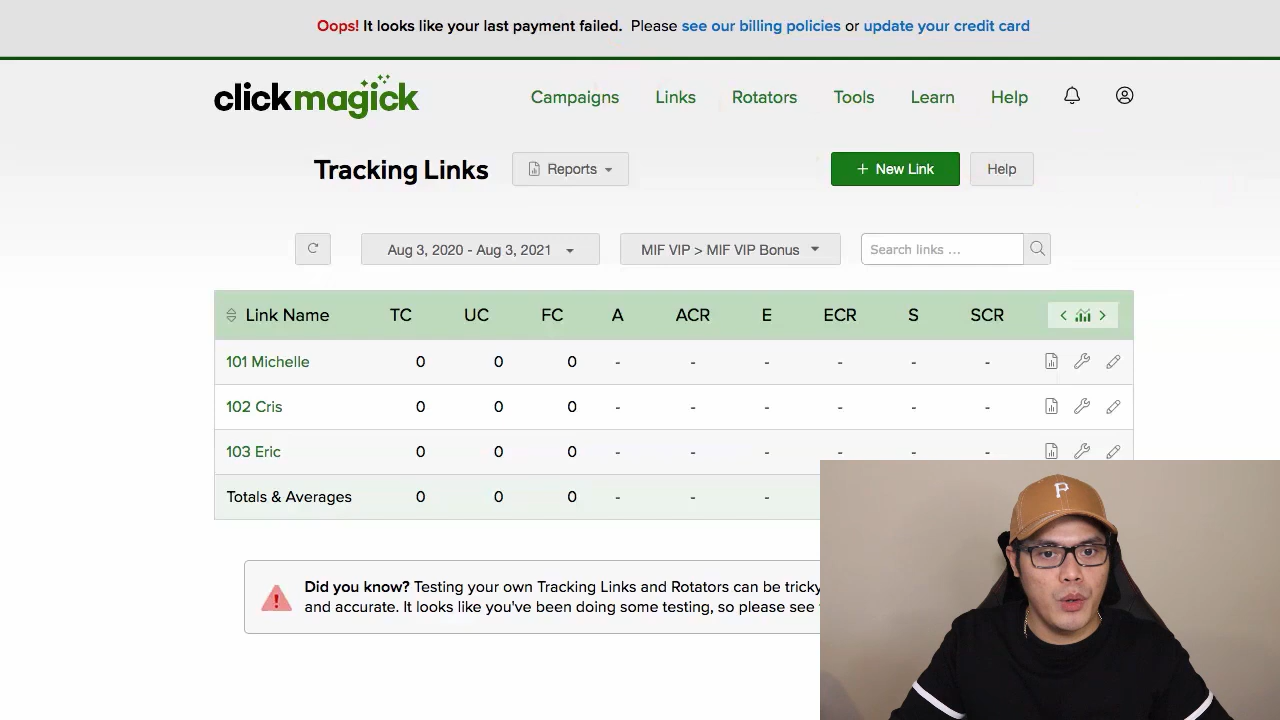 Oops! It looks like your last payment failed. Please see our billing policies or update your credit card
clickmagick
Campaigns Links Rotators Tools Learn Help
Tracking Links Reports + New Link Help
Aug 3, 2020 - Aug 3, 2021 MIF VIP > MIF VIP Bonus Search links ...
Link Name TC UC FC A ACR E ECR S SCR
101 Michelle 0 0 0 - - - - - -
102 Cris 0 0 0 - - - - - -
103 Eric 0 0 0 - - - - - -
Totals & Averages 0 0 0 - - -
Did you know? Testing your own Tracking Links and Rotators can be tricky
and accurate. It looks like you've been doing some testing, so please see
P